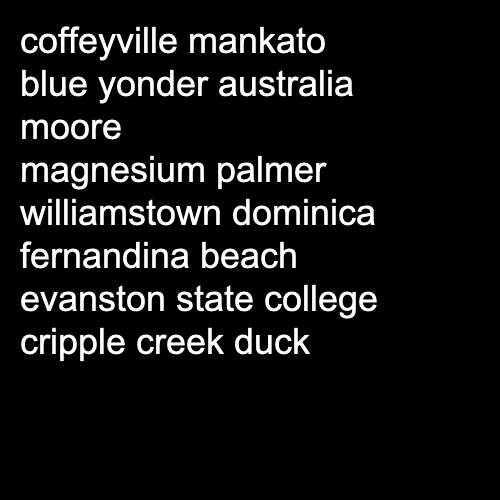 coffeyville mankato
blue yonder australia
moore
magnesium palmer
williamstown dominica
fernandina beach
evanston state college
cripple creek duck